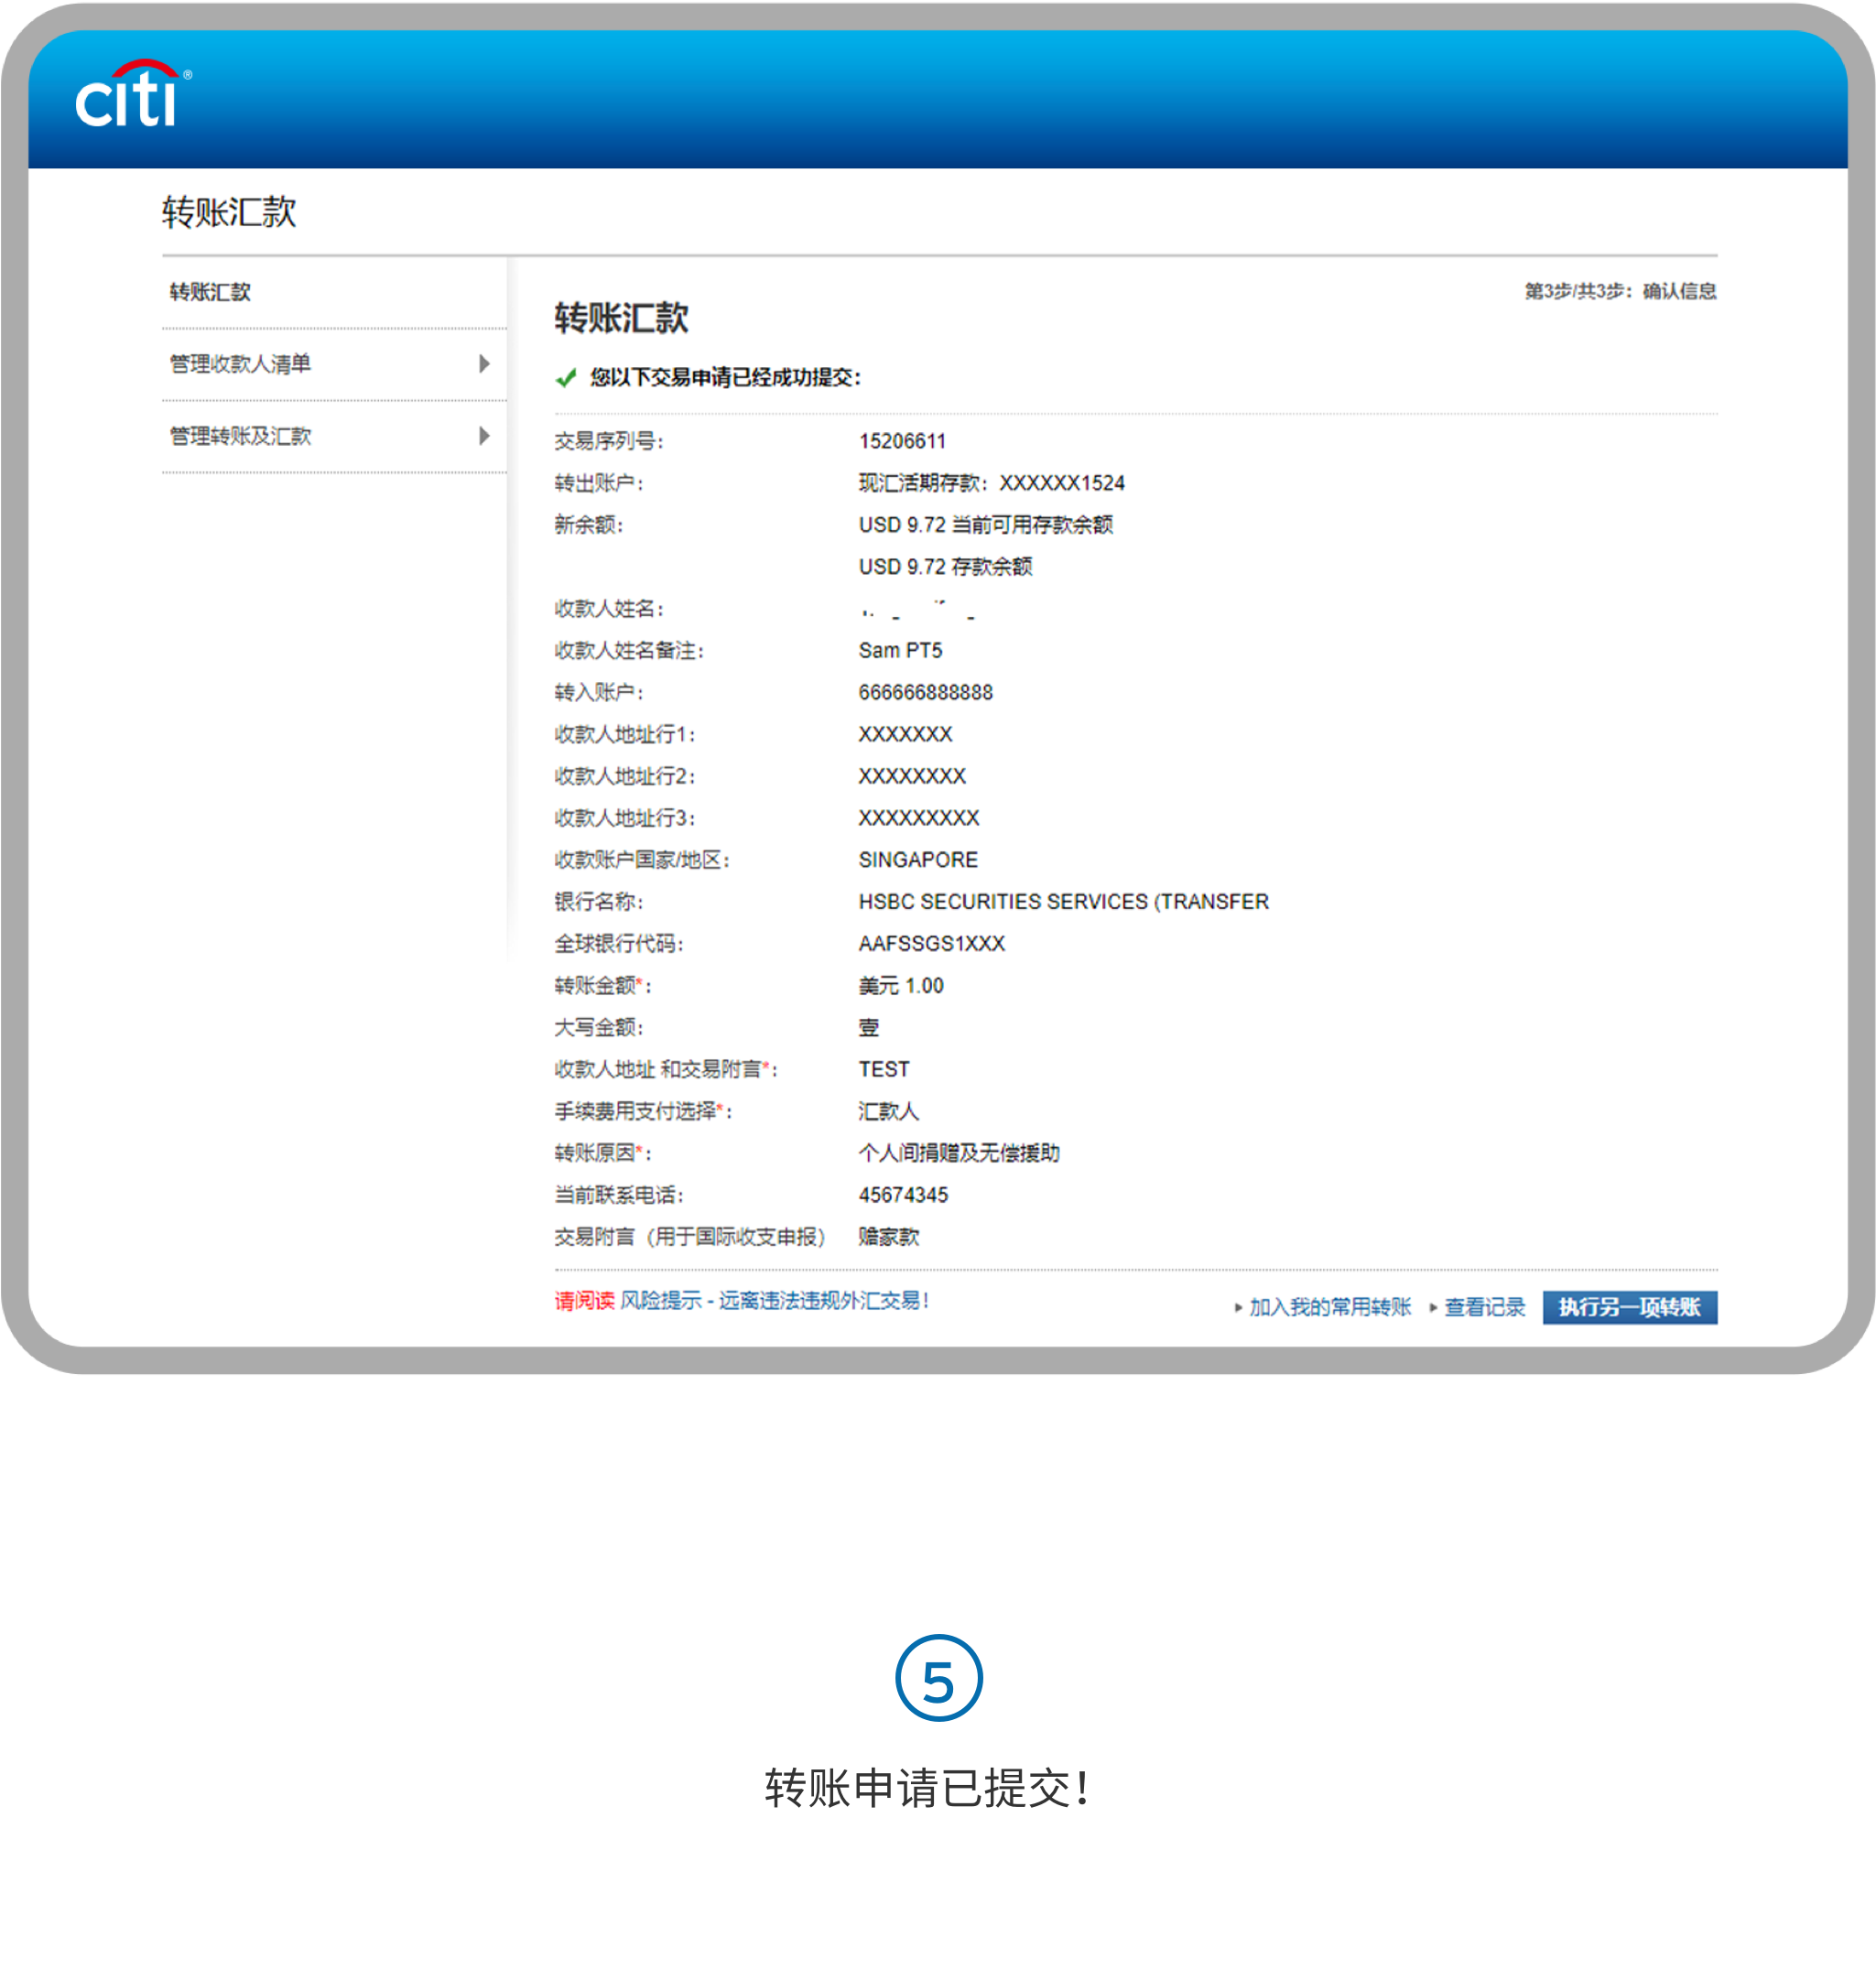 citi®
转账汇款
转账汇款
管理收款人清单
管理转账及汇款
第3步/共3步：确认信息
转账汇款
您以下交易申请已经成功提交：
交易序列号： 15206611
转出账户： 现汇活期存款：XXXXXX1524
新余额： USD 9.72 当前可用存款余额
USD 9.72 存款余额
收款人姓名：
收款人姓名备注： Sam PT5
转入账户： 666666888888
收款人地址行1： XXXXXXX
收款人地址行2： XXXXXXXX
收款人地址行3： XXXXXXXXX
收款账户国家/地区： SINGAPORE
银行名称： HSBC SECURITIES SERVICES (TRANSFER
全球银行代码： AAFSSGS1XXX
转账金额*： 美元 1.00
大写金额： 壹
收款人地址 和交易附言*： TEST
手续费用支付选择*： 汇款人
转账原因*： 个人间捐赠及无偿援助
当前联系电话： 45674345
交易附言（用于国际收支申报） 赡家款
请阅读 风险提示 - 远离违法违规外汇交易！
加入我的常用转账 查看记录 执行另一项转账
5
转账申请已提交！